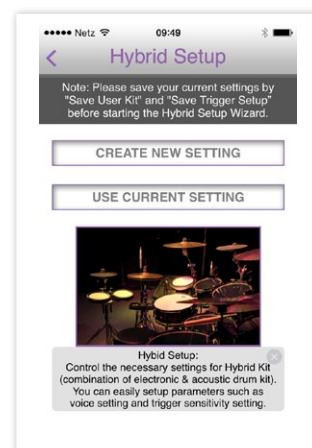 Netz 09:49
Hybrid Setup
Note: Please save your current settings by
"Save User Kit" and "Save Trigger Setup"
before starting the Hybrid Setup Wizard.
CREATE NEW SETTING
USE CURRENT SETTING
Hybid Setup:
Control the necessary settings for Hybrid Kit
(combination of electronic & acoustic drum kit).
You can easily setup parameters such as
voice setting and trigger sensitivity setting.